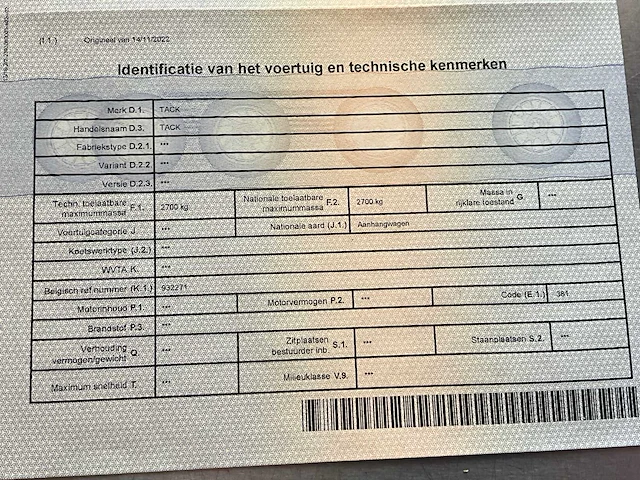 (1.1.) Origineel van 14/11/2022
Identificatie van het voertuig en technische kenmerken
Merk D.1. TACK
Handelsnaam D.3. TACK
Fabriekstype D.2.1. ***
Variant D.2.2. ***
Versie D.2.3. ***
Techn. toelaatbare maximummassa F.1. 2700 kg Nationale toelaatbare maximummassa F.2. 2700 kg Massa in rijklare toestand G ***
Voertuigcategorie J *** Nationale aard (J.1.) Aanhangwagen
Koetswerktype (J.2.) ***
WVTA K. ***
Belgisch ref.nummer (K.1.) 932271
Motorinhoud P.1. *** Motorvermogen P.2. *** Code (E.1.) 381
Brandstof P.3. ***
Verhouding vermogen/gewicht Q. *** Zitplaatsen bestuurder inb. S.1. *** Staanplaatsen S.2. ***
Maximum snelheid T. *** Milieuklasse V.9. ***